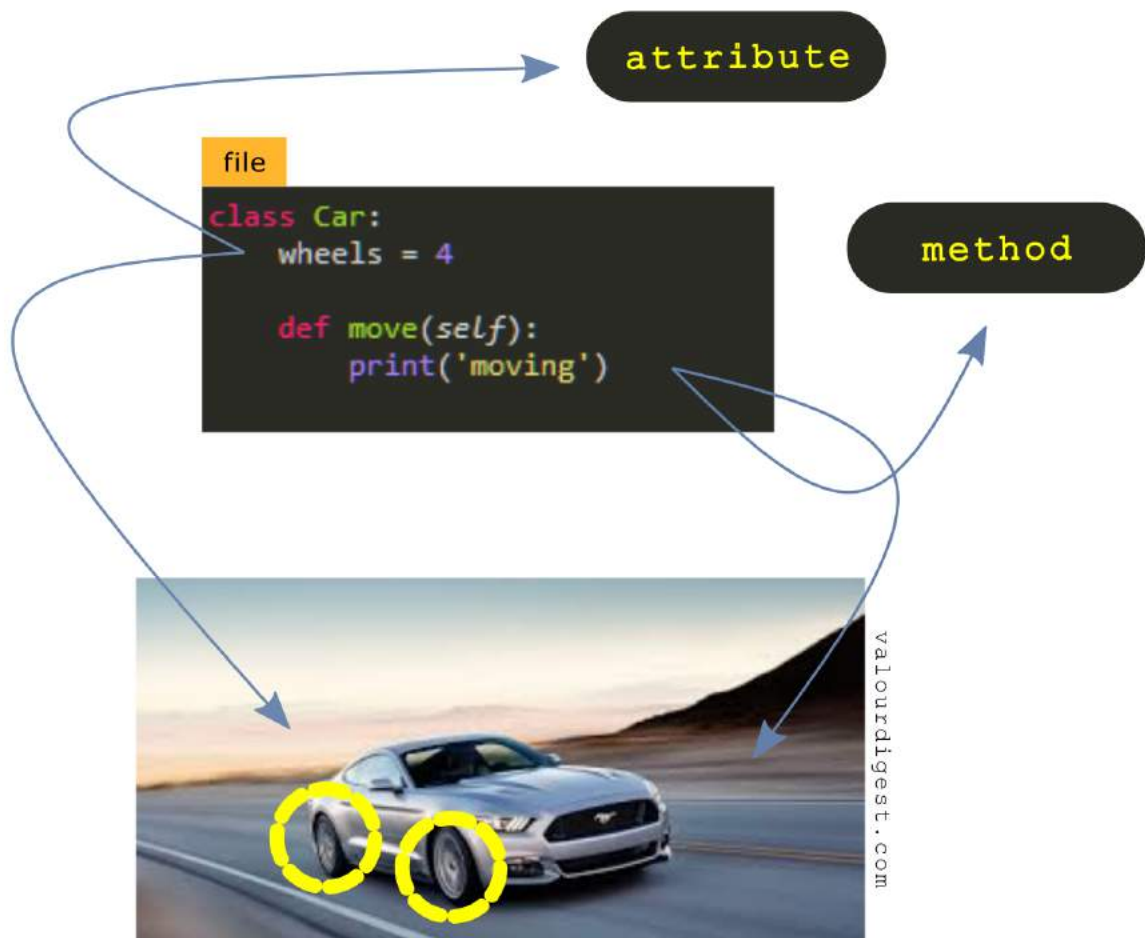 attribute
file
class Car:
    wheels = 4
method
    def move(self):
        print('moving')
valourdigest.com